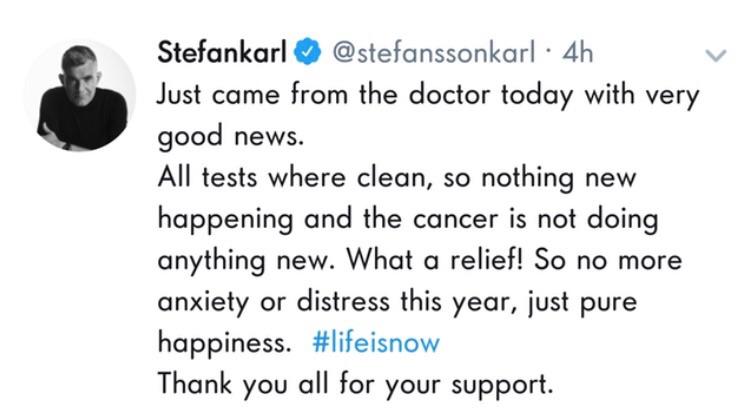 Stefankarl @stefanssonkarl · 4h
Just came from the doctor today with very
good news.
All tests where clean, so nothing new
happening and the cancer is not doing
anything new. What a relief! So no more
anxiety or distress this year, just pure
happiness. #lifeisnow
Thank you all for your support.